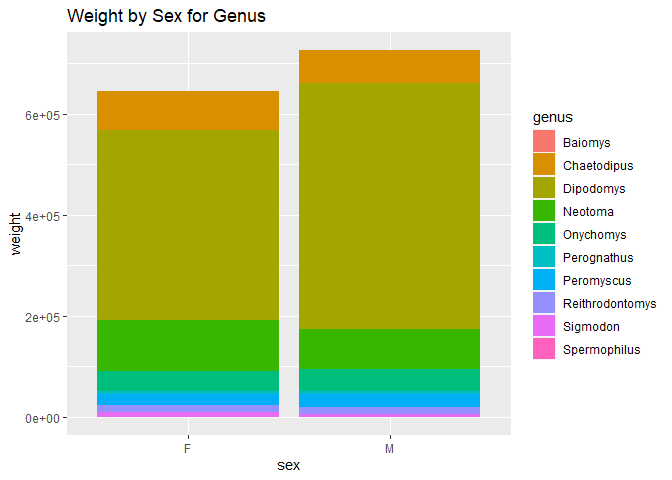 Weight by Sex for Genus
6e+05
4e+05
2e+05
0e+00
weight
F
M
sex
genus
Baiomys
Chaetodipus
Dipodomys
Neotoma
Onychomys
Perognathus
Peromyscus
Reithrodontomys
Sigmodon
Spermophilus